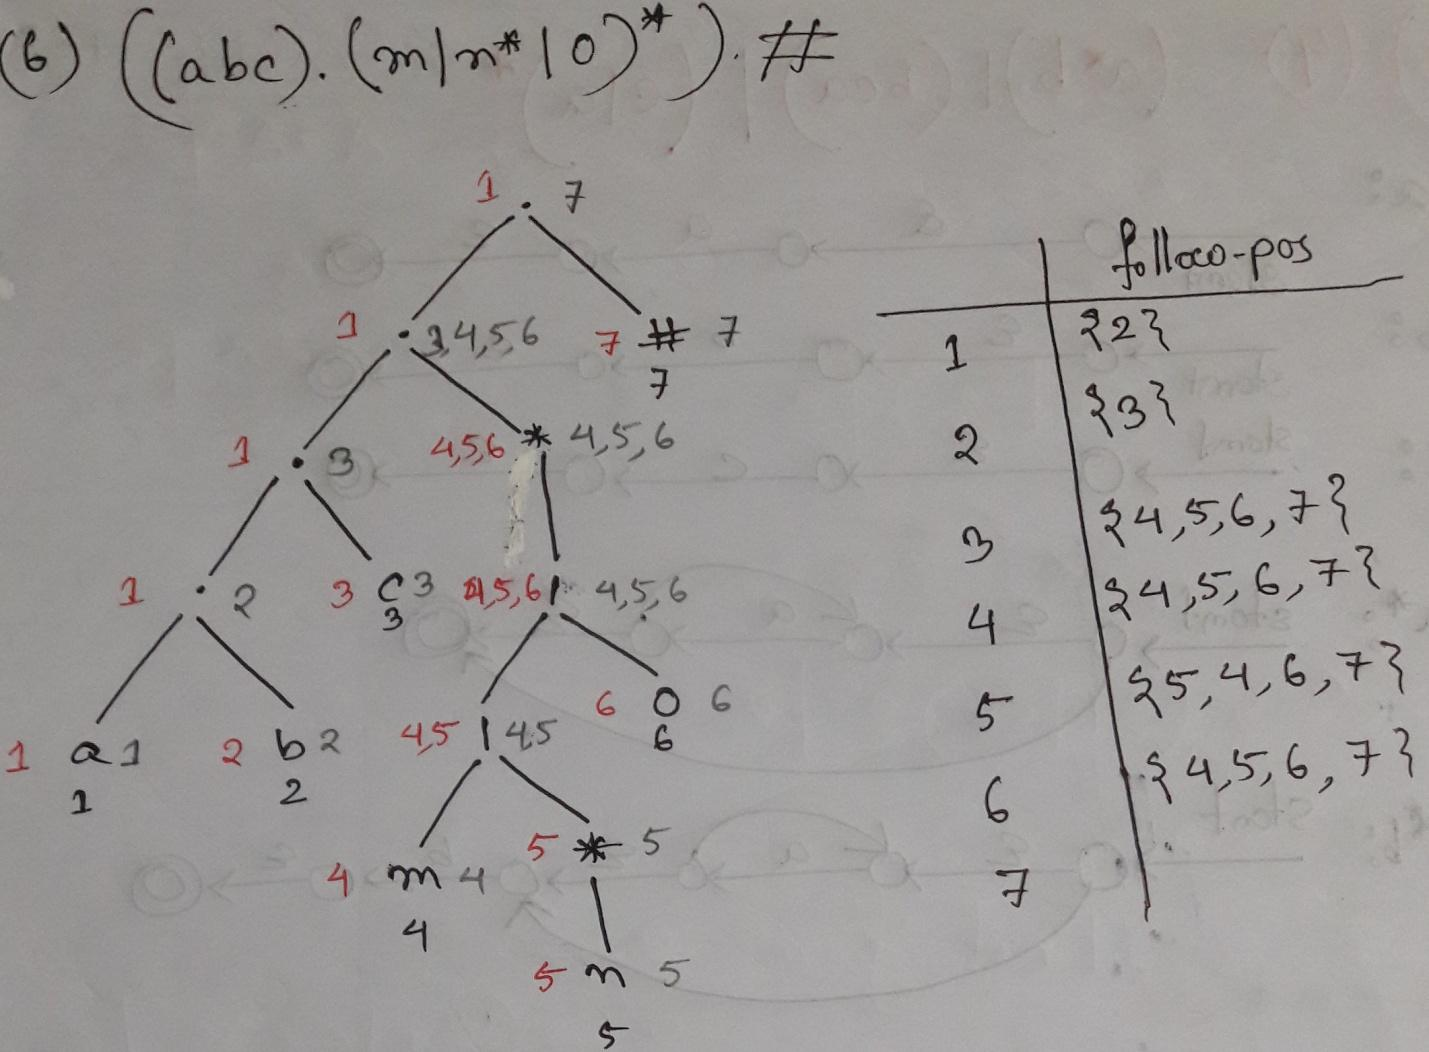 (6) ((abc).(m|n*|0)*).#
1 . 7
follow-pos
1 . 3,4,5,6 7 # 7
7
1 {2}
1 . 3 4,5,6 * 4,5,6
2 {3}
3 {4,5,6,7}
1 . 2 3 c 3 4,5,6 | 4,5,6
3
4 {4,5,6,7}
1 a 1 2 b 2 4,5 | 4,5 6 0 6
1 2 6
5 {5,4,6,7}
6 {4,5,6,7}
4 m 4 5 * 5
4
7
5 n 5
5